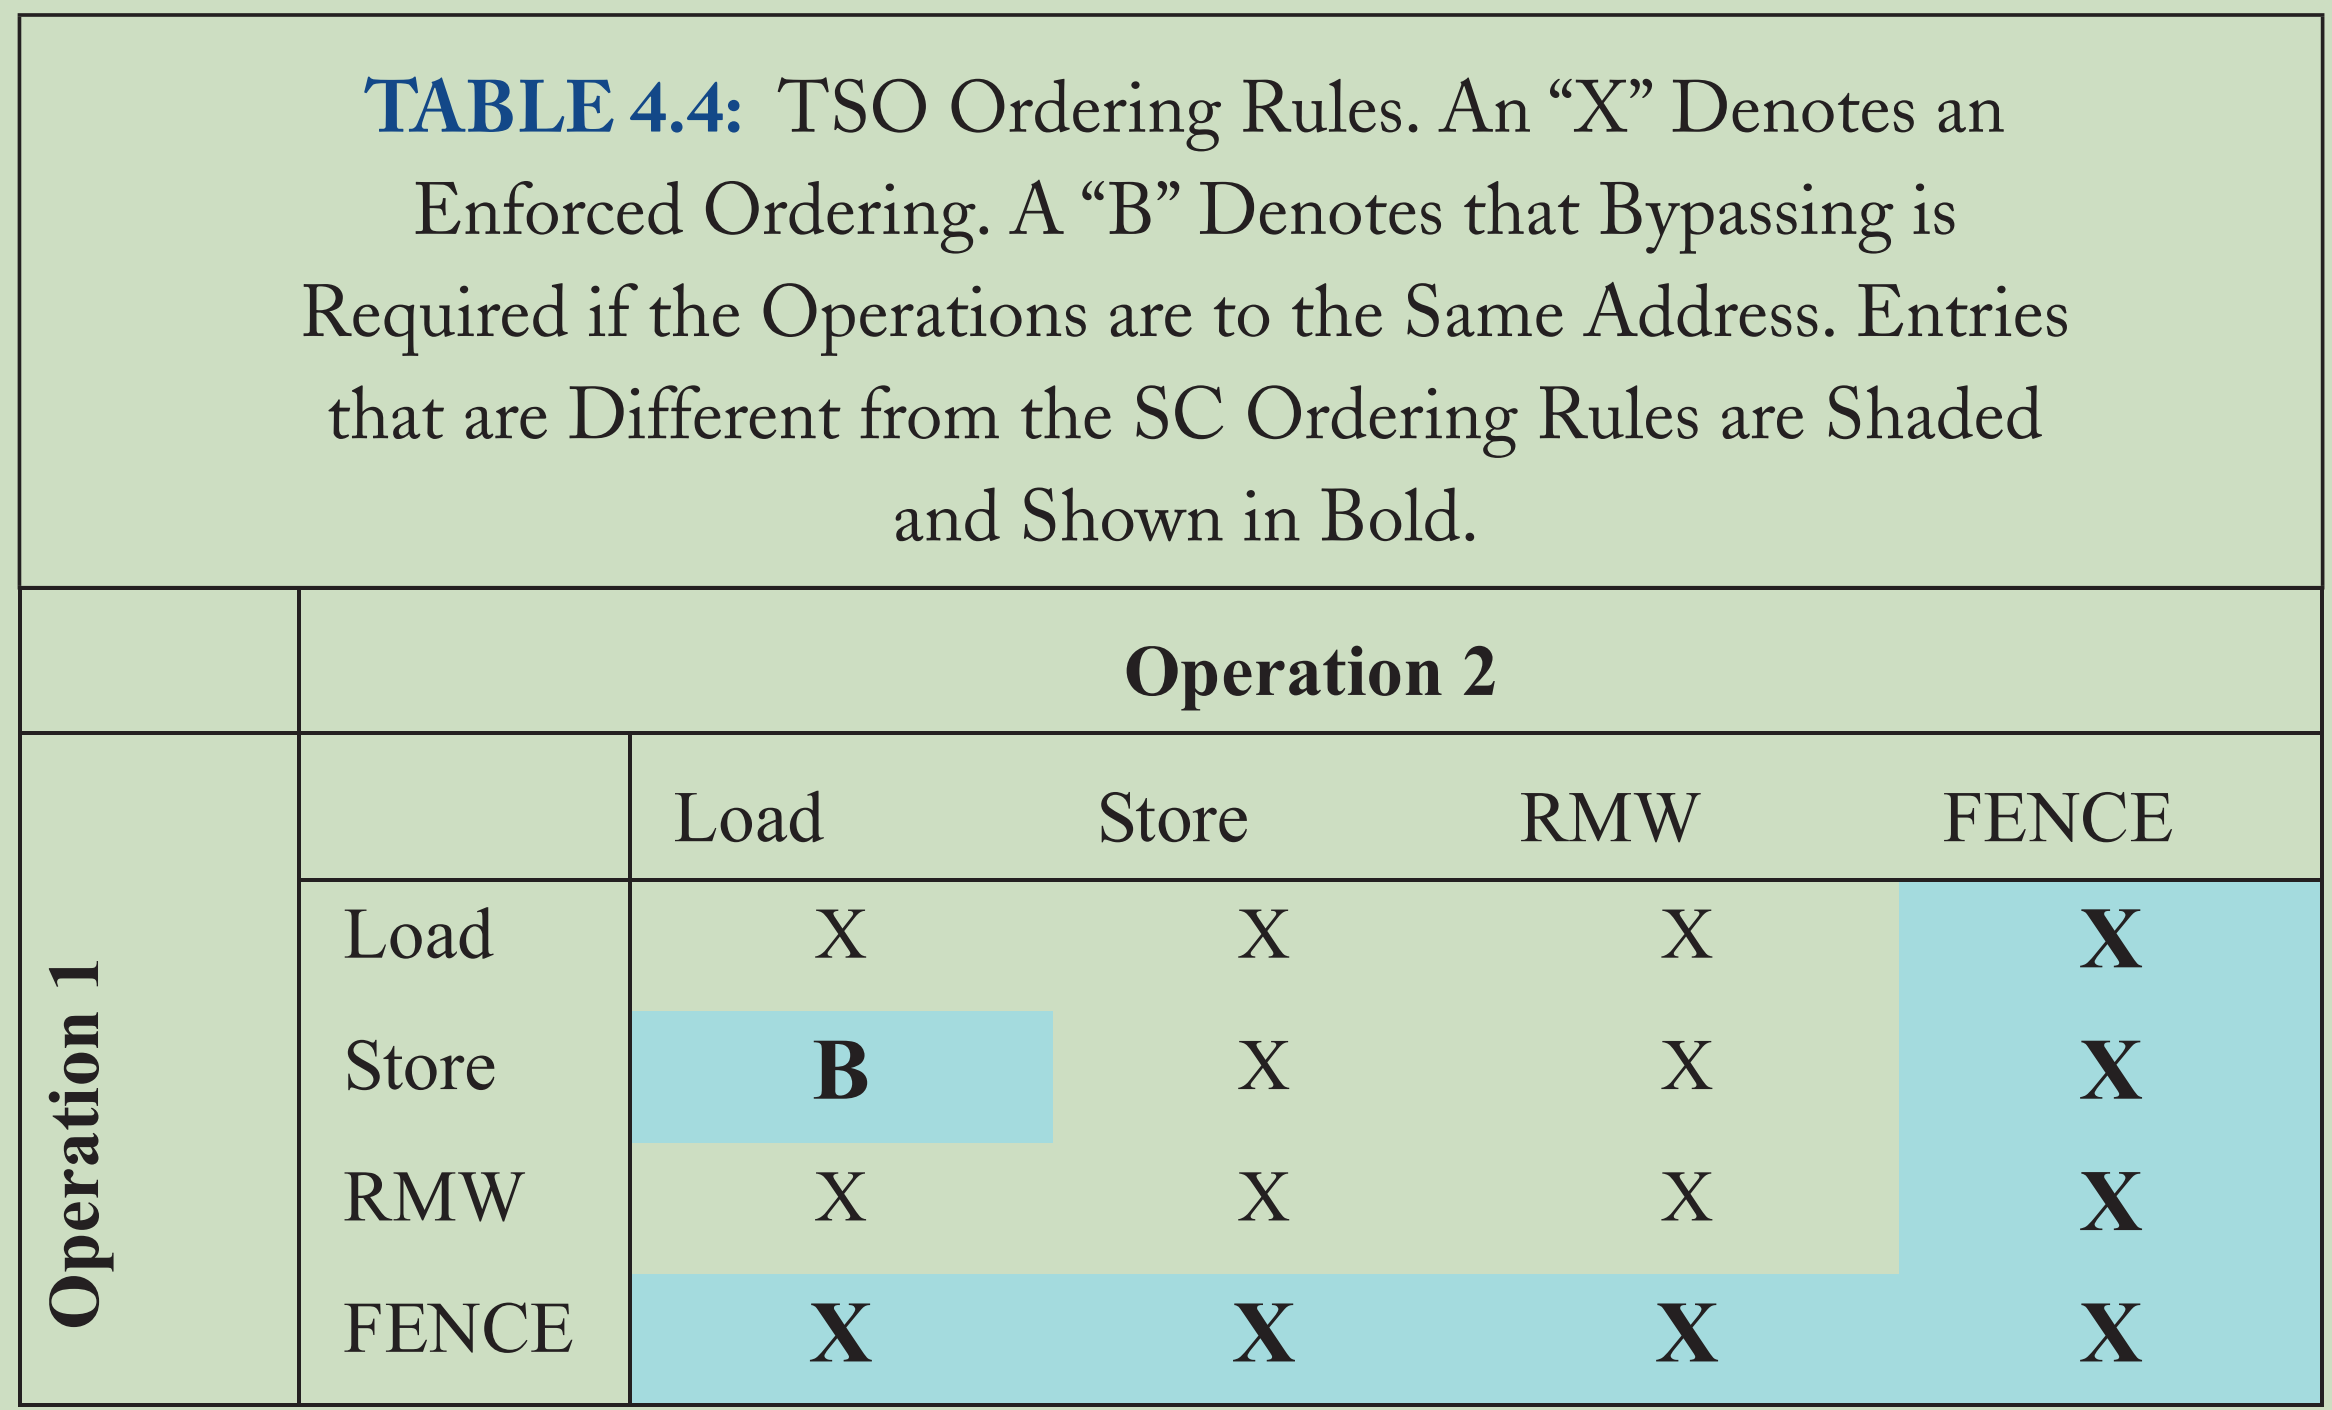 TABLE 4.4: TSO Ordering Rules. An “X” Denotes an
Enforced Ordering. A “B” Denotes that Bypassing is
Required if the Operations are to the Same Address. Entries
that are Different from the SC Ordering Rules are Shaded
and Shown in Bold.
Operation 2
Operation 1
Load Store RMW FENCE
Load X X X X
Store B X X X
RMW X X X X
FENCE X X X X